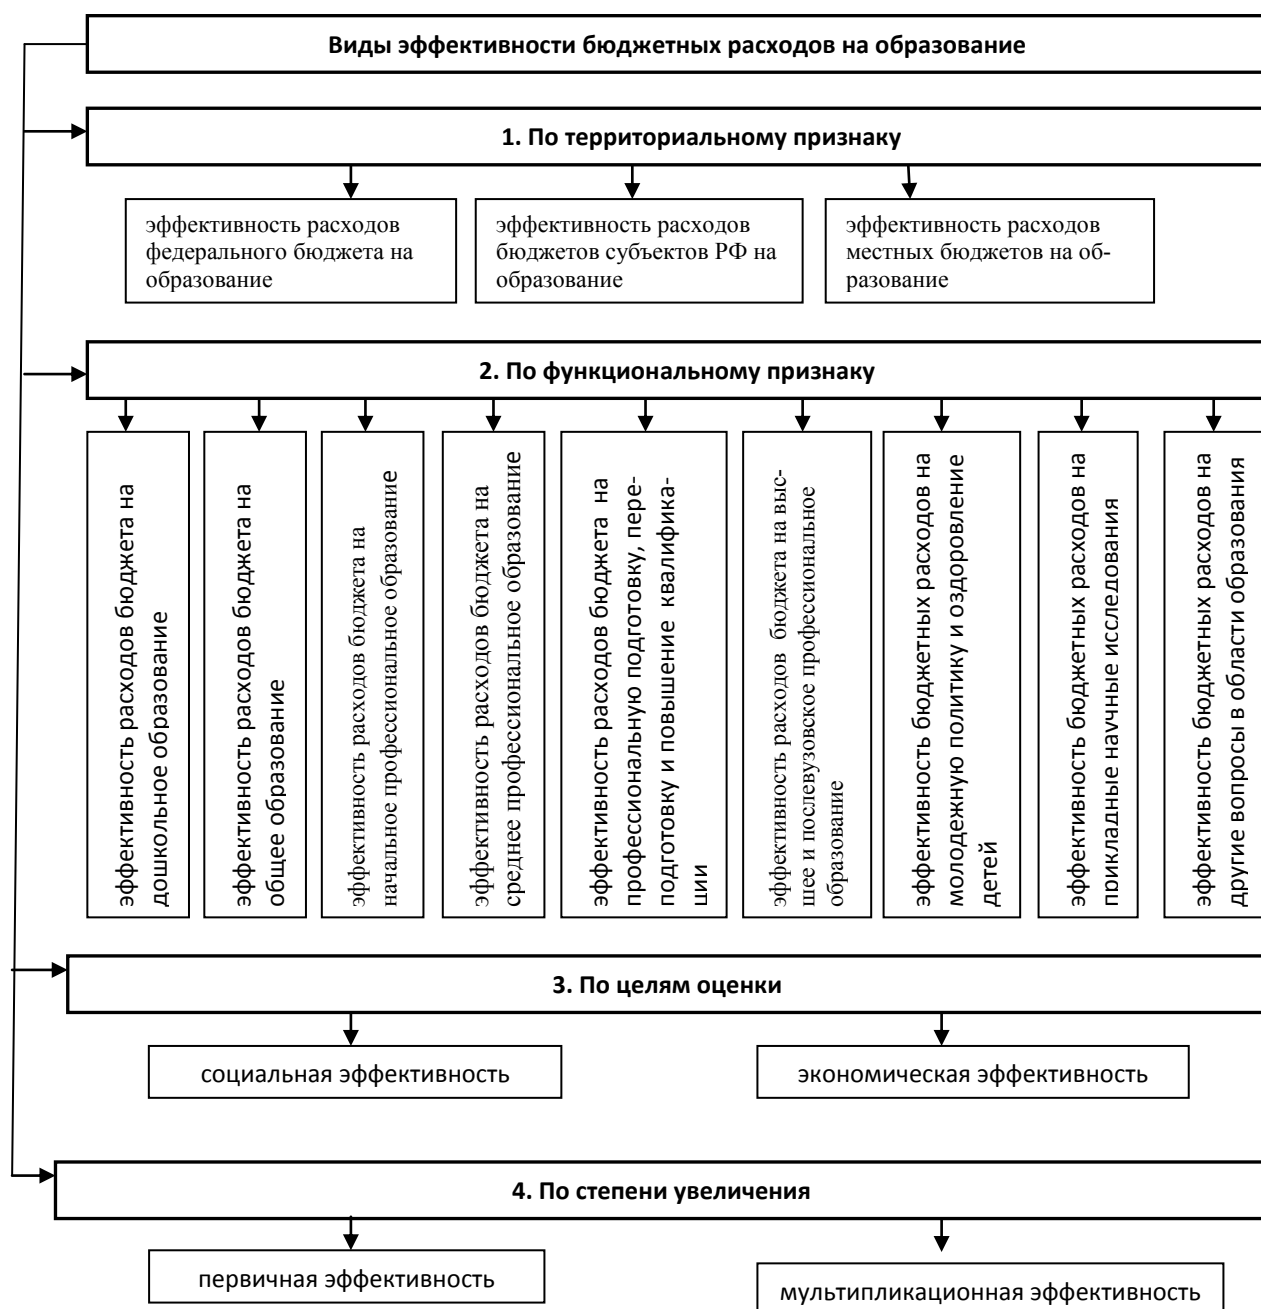 Виды эффективности бюджетных расходов на образование
1. По территориальному признаку
эффективность расходов
федерального бюджета на
образование
эффективность расходов
бюджетов субъектов РФ на
образование
эффективность расходов
местных бюджетов на об-
разование
2. По функциональному признаку
эффективность расходов бюджета на
дошкольное образование
эффективность расходов бюджета на
общее образование
эффективность расходов бюджета на
начальное профессиональное образование
эффективность расходов бюджета на
среднее профессиональное образование
эффективность расходов бюджета на
профессиональную подготовку, пере-
подготовку и повышение квалифика-
ции
эффективность расходов бюджета на выс-
шее и послевузовское профессиональное
образование
эффективность бюджетных расходов на
молодежную политику и оздоровление
детей
эффективность бюджетных расходов на
прикладные научные исследования
эффективность бюджетных расходов на
другие вопросы в области образования
3. По целям оценки
социальная эффективность
экономическая эффективность
4. По степени увеличения
первичная эффективность
мультипликационная эффективность